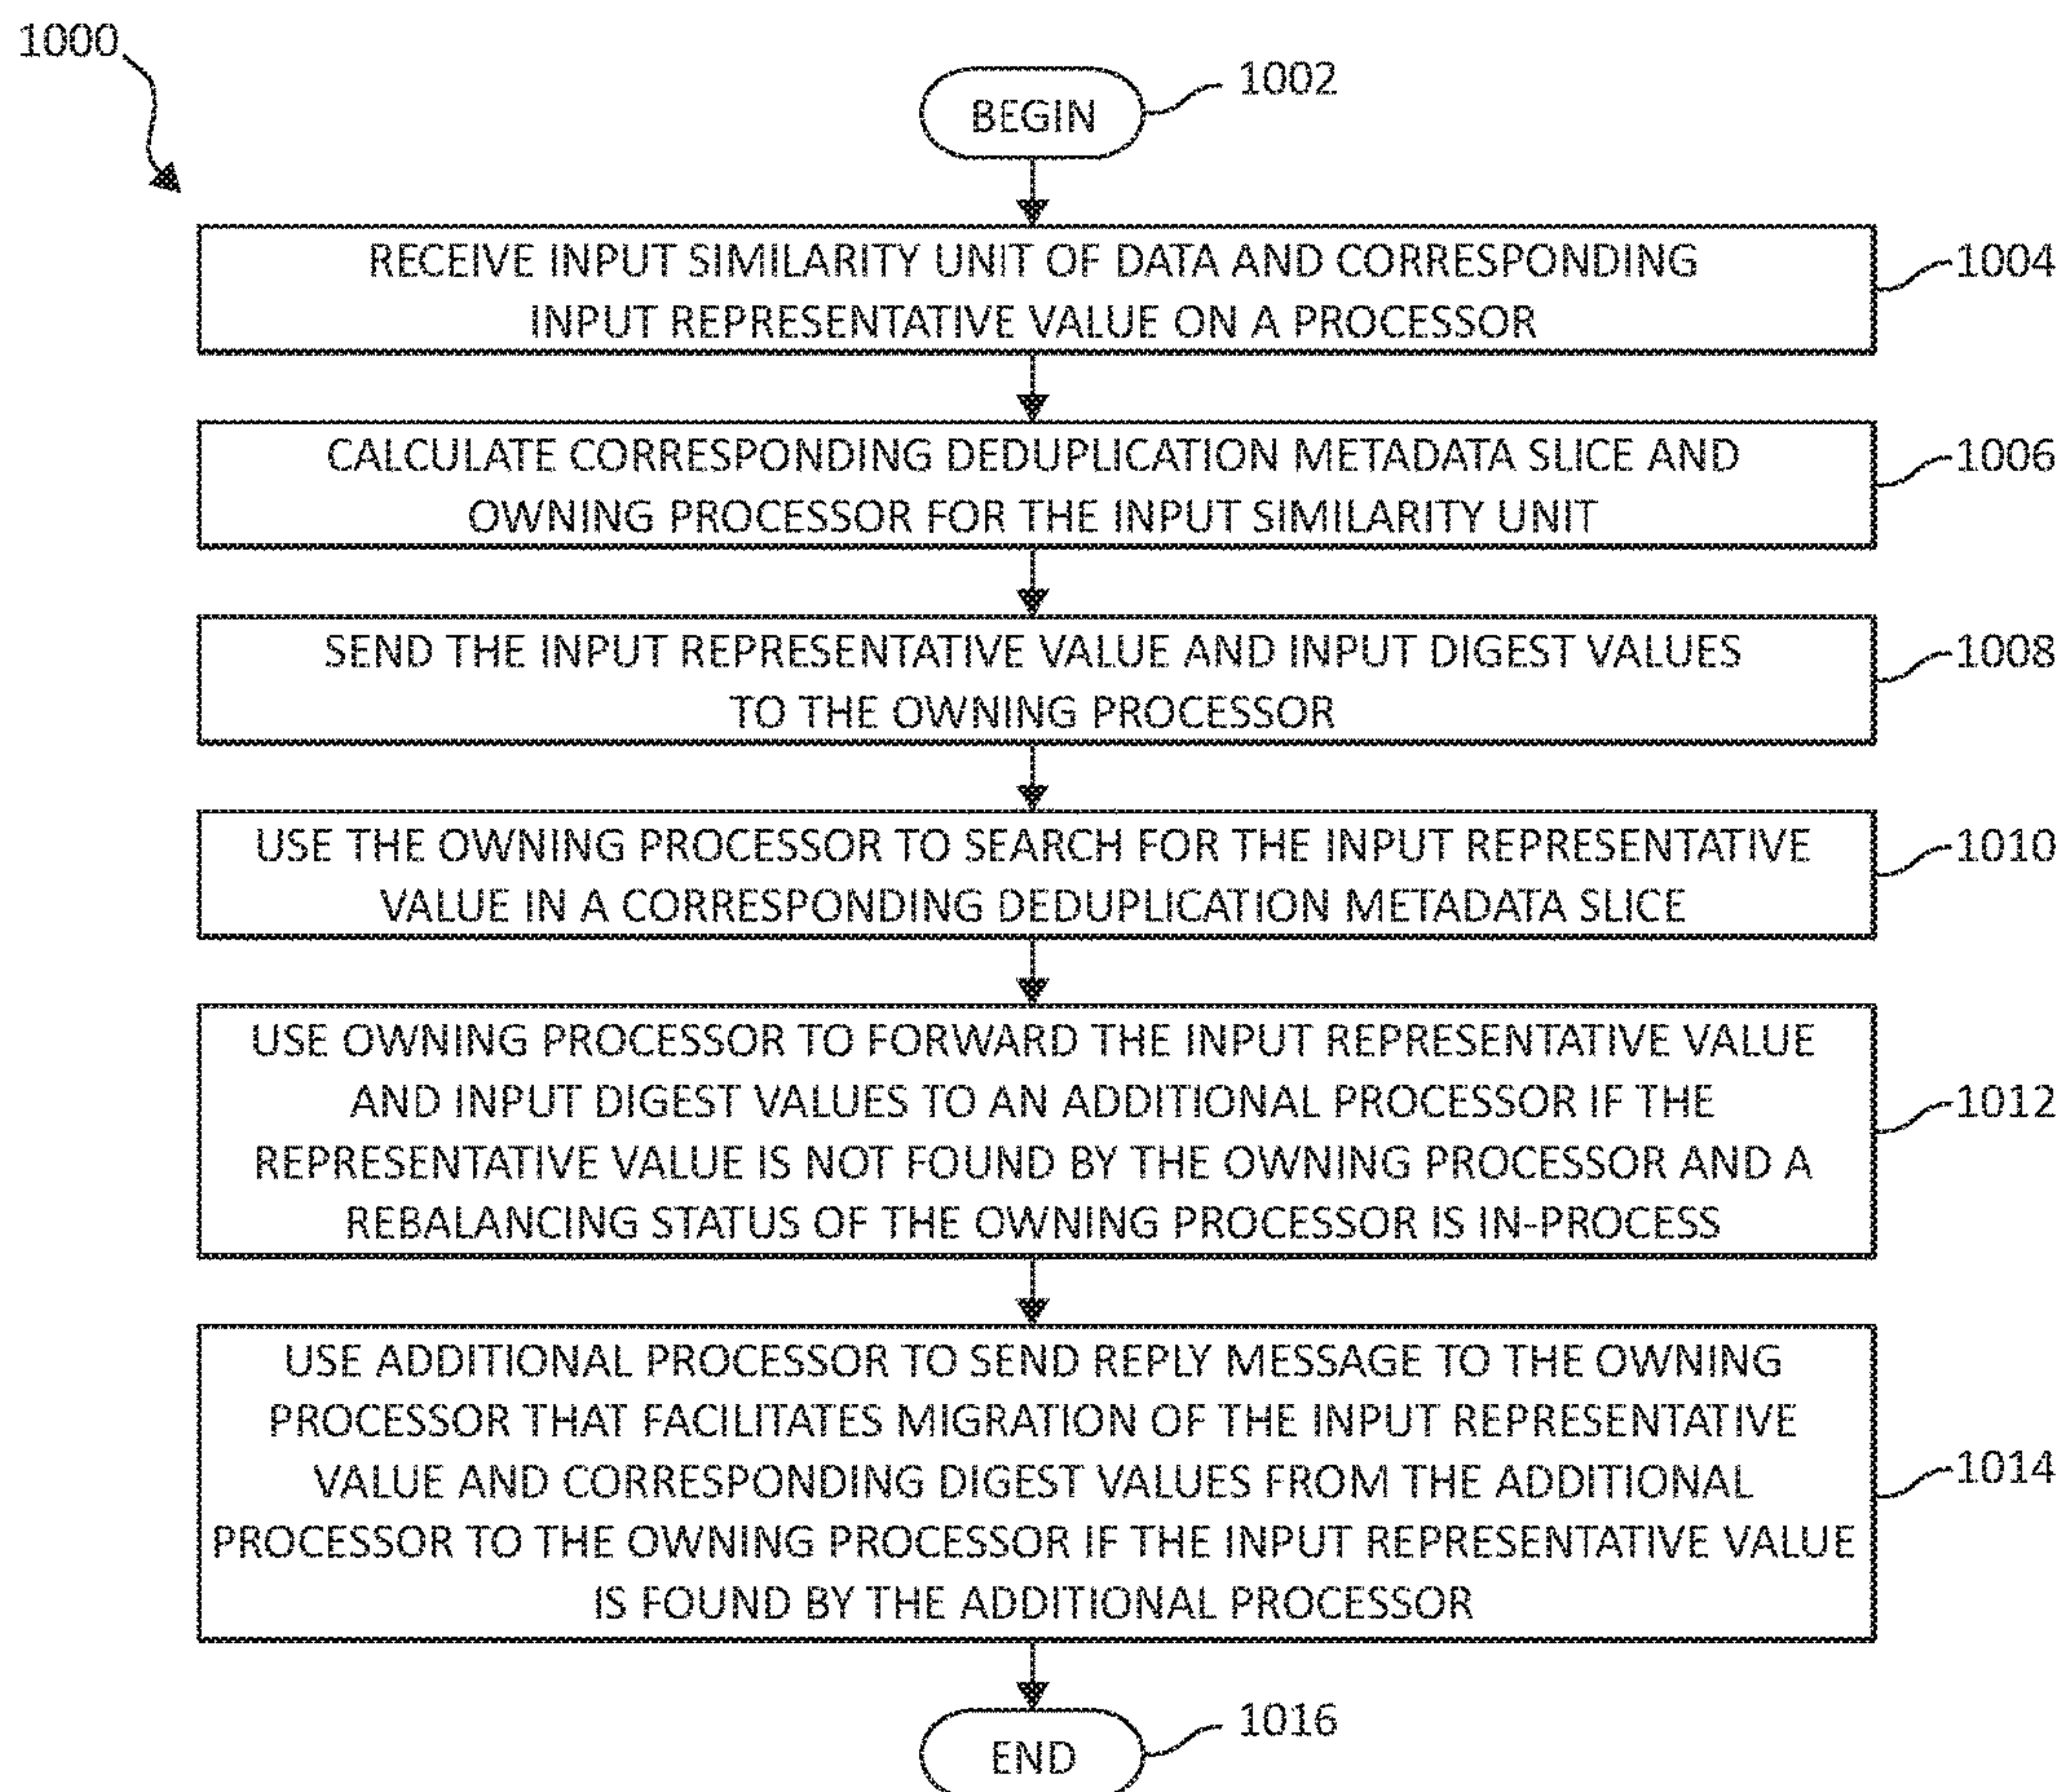 1000
BEGIN
1002
RECEIVE INPUT SIMILARITY UNIT OF DATA AND CORRESPONDING
INPUT REPRESENTATIVE VALUE ON A PROCESSOR
1004
CALCULATE CORRESPONDING DEDUPLICATION METADATA SLICE AND
OWNING PROCESSOR FOR THE INPUT SIMILARITY UNIT
1006
SEND THE INPUT REPRESENTATIVE VALUE AND INPUT DIGEST VALUES
TO THE OWNING PROCESSOR
1008
USE THE OWNING PROCESSOR TO SEARCH FOR THE INPUT REPRESENTATIVE
VALUE IN A CORRESPONDING DEDUPLICATION METADATA SLICE
1010
USE OWNING PROCESSOR TO FORWARD THE INPUT REPRESENTATIVE VALUE
AND INPUT DIGEST VALUES TO AN ADDITIONAL PROCESSOR IF THE
REPRESENTATIVE VALUE IS NOT FOUND BY THE OWNING PROCESSOR AND A
REBALANCING STATUS OF THE OWNING PROCESSOR IS IN-PROCESS
1012
USE ADDITIONAL PROCESSOR TO SEND REPLY MESSAGE TO THE OWNING
PROCESSOR THAT FACILITATES MIGRATION OF THE INPUT REPRESENTATIVE
VALUE AND CORRESPONDING DIGEST VALUES FROM THE ADDITIONAL
PROCESSOR TO THE OWNING PROCESSOR IF THE INPUT REPRESENTATIVE VALUE
IS FOUND BY THE ADDITIONAL PROCESSOR
1014
END
1016